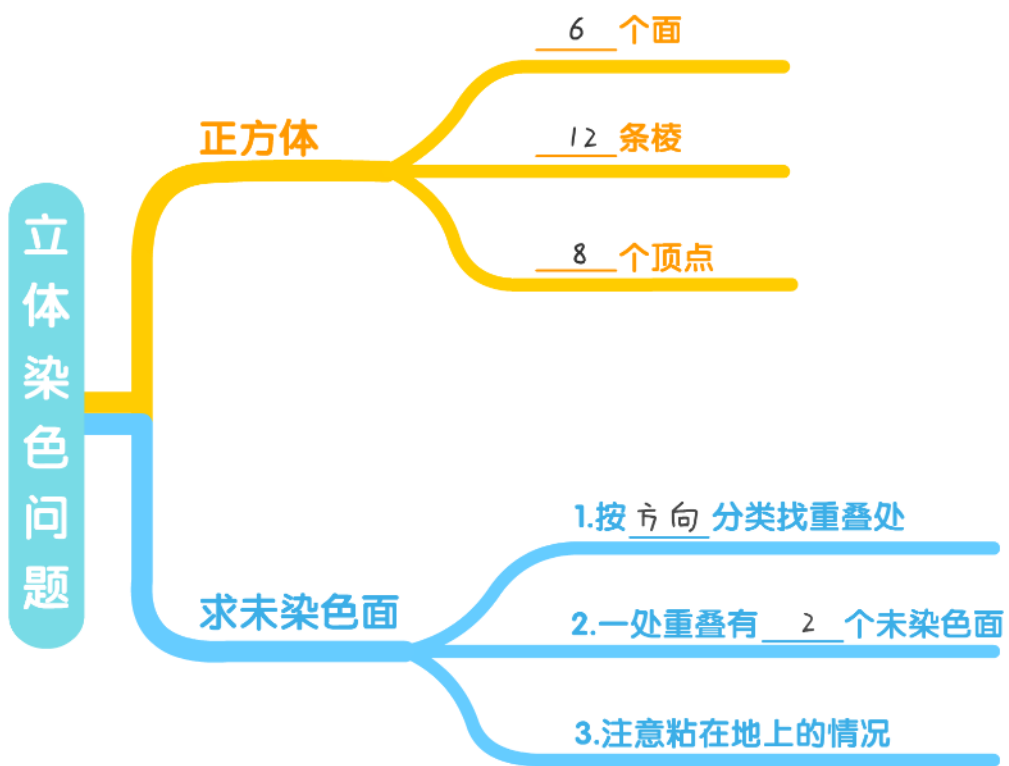 立体染色问题
正方体
6个面
12条棱
8个顶点
求未染色面
1.按方向分类找重叠处
2.一处重叠有2个未染色面
3.注意粘在地上的情况